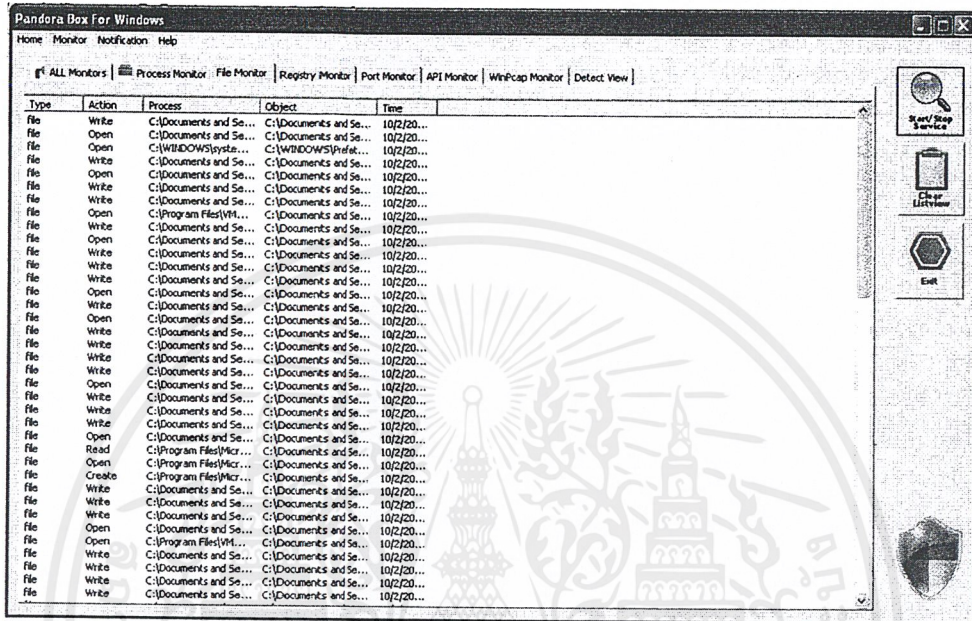 Pandora Box For Windows
Home Monitor Notification Help
ALL Monitors Process Monitor File Monitor Registry Monitor Port Monitor API Monitor WinPcap Monitor Detect View
Type Action Process Object Time
file Write C:\Documents and Se... C:\Documents and Se... 10/2/20...
file Open C:\Documents and Se... C:\Documents and Se... 10/2/20...
file Open C:\WINDOWS\syste... C:\WINDOWS\Prefet... 10/2/20...
file Write C:\Documents and Se... C:\Documents and Se... 10/2/20...
file Open C:\Documents and Se... C:\Documents and Se... 10/2/20...
file Write C:\Documents and Se... C:\Documents and Se... 10/2/20...
file Write C:\Documents and Se... C:\Documents and Se... 10/2/20...
file Open C:\Program Files\VM... C:\Documents and Se... 10/2/20...
file Write C:\Documents and Se... C:\Documents and Se... 10/2/20...
file Open C:\Documents and Se... C:\Documents and Se... 10/2/20...
file Write C:\Documents and Se... C:\Documents and Se... 10/2/20...
file Write C:\Documents and Se... C:\Documents and Se... 10/2/20...
file Write C:\Documents and Se... C:\Documents and Se... 10/2/20...
file Open C:\Documents and Se... C:\Documents and Se... 10/2/20...
file Write C:\Documents and Se... C:\Documents and Se... 10/2/20...
file Open C:\Documents and Se... C:\Documents and Se... 10/2/20...
file Write C:\Documents and Se... C:\Documents and Se... 10/2/20...
file Write C:\Documents and Se... C:\Documents and Se... 10/2/20...
file Write C:\Documents and Se... C:\Documents and Se... 10/2/20...
file Open C:\Documents and Se... C:\Documents and Se... 10/2/20...
file Write C:\Documents and Se... C:\Documents and Se... 10/2/20...
file Write C:\Documents and Se... C:\Documents and Se... 10/2/20...
file Write C:\Documents and Se... C:\Documents and Se... 10/2/20...
file Open C:\Documents and Se... C:\Documents and Se... 10/2/20...
file Read C:\Program Files\Micr... C:\Documents and Se... 10/2/20...
file Open C:\Program Files\Micr... C:\Documents and Se... 10/2/20...
file Create C:\Program Files\Micr... C:\Documents and Se... 10/2/20...
file Write C:\Documents and Se... C:\Documents and Se... 10/2/20...
file Write C:\Documents and Se... C:\Documents and Se... 10/2/20...
file Write C:\Documents and Se... C:\Documents and Se... 10/2/20...
file Open C:\Documents and Se... C:\Documents and Se... 10/2/20...
file Open C:\Program Files\VM... C:\Documents and Se... 10/2/20...
file Write C:\Documents and Se... C:\Documents and Se... 10/2/20...
file Write C:\Documents and Se... C:\Documents and Se... 10/2/20...
file Write C:\Documents and Se... C:\Documents and Se... 10/2/20...
Start/Stop
Service
Clear
Listview
Exit